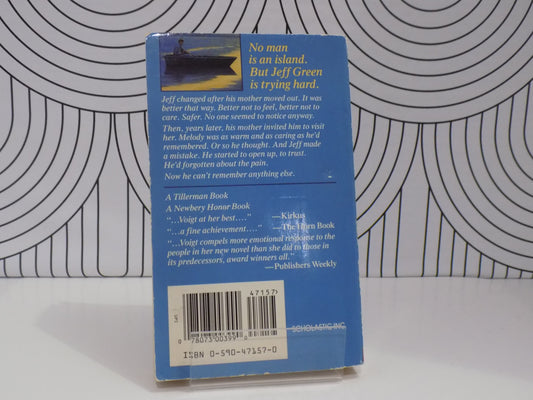 No man
is an island.
But Jeff Green
is trying hard.
Jeff changed after his mother moved out. It was
better that way. Better not to feel, better not to
care. Safer. No one seemed to notice anyway.
Then, years later, his mother invited him to visit
her. Melody was as warm and as caring as he'd
remembered. Or so he thought. And Jeff made
a mistake. He started to open up, to trust.
He'd forgotten about the pain.
Now he can't remember anything else.
A Tillerman Book
A Newbery Honor Book
"...Voigt at her best...." —Kirkus
"...a fine achievement...." —The Horn Book
"...Voigt compels more emotional response to the
people in her new novel than she did to those in
its predecessors, award winners all."
—Publishers Weekly
47157>
0 78073 00399 0
ISBN 0-590-47157-0
SCHOLASTIC INC.